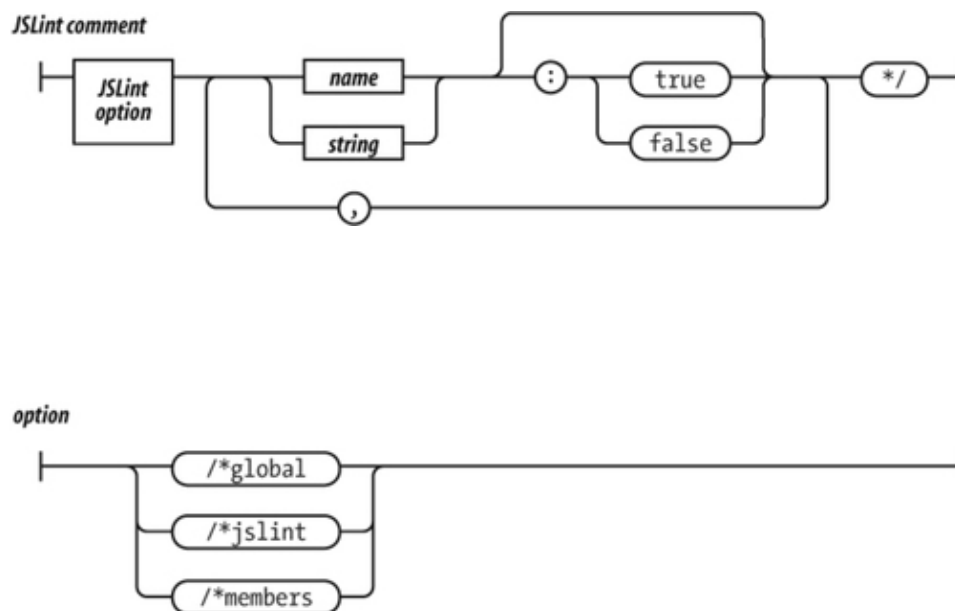 JSLint comment
JSLint
option
name
:
true
*/
string
false
,
option
/*global
/*jslint
/*members